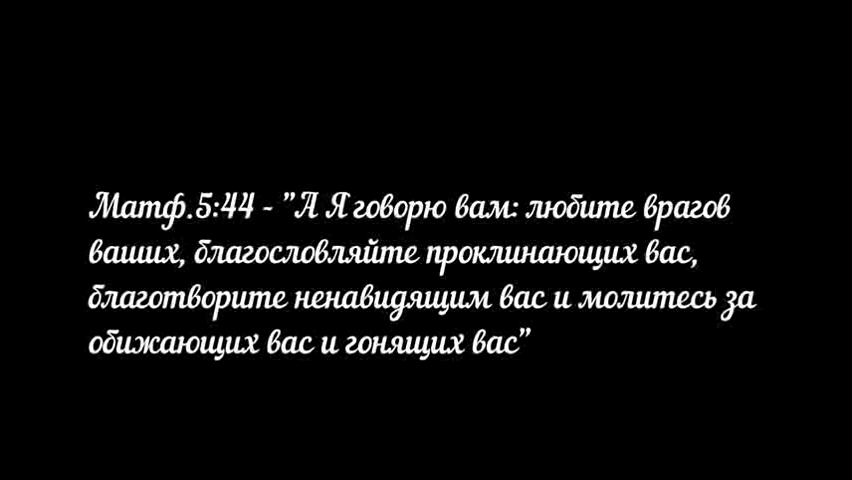 Матф.5:44 - "А Я говорю вам: любите врагов
ваших, благословляйте проклинающих вас,
благотворите ненавидящим вас и молитесь за
обижающих вас и гонящих вас"